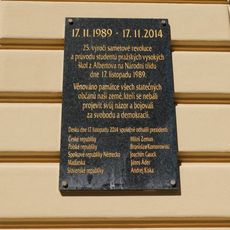 17. 11. 1989 - 17. 11. 2014
25. výročí sametové revoluce
a průvodu studentů pražských vysokých
škol z Albertova na Národní třídu
dne 17. listopadu 1989.
Věnováno památce všech statečných
občanů naší země, kteří se nebáli
projevit svůj názor a bojovali
za svobodu a demokracii.
Desku dne 17. listopadu 2014 společně odhalili prezidenti
České republiky Miloš Zeman
Polské republiky Bronisław Komorowski
Spolkové republiky Německo Joachim Gauck
Maďarska János Áder
Slovenské republiky Andrej Kiska